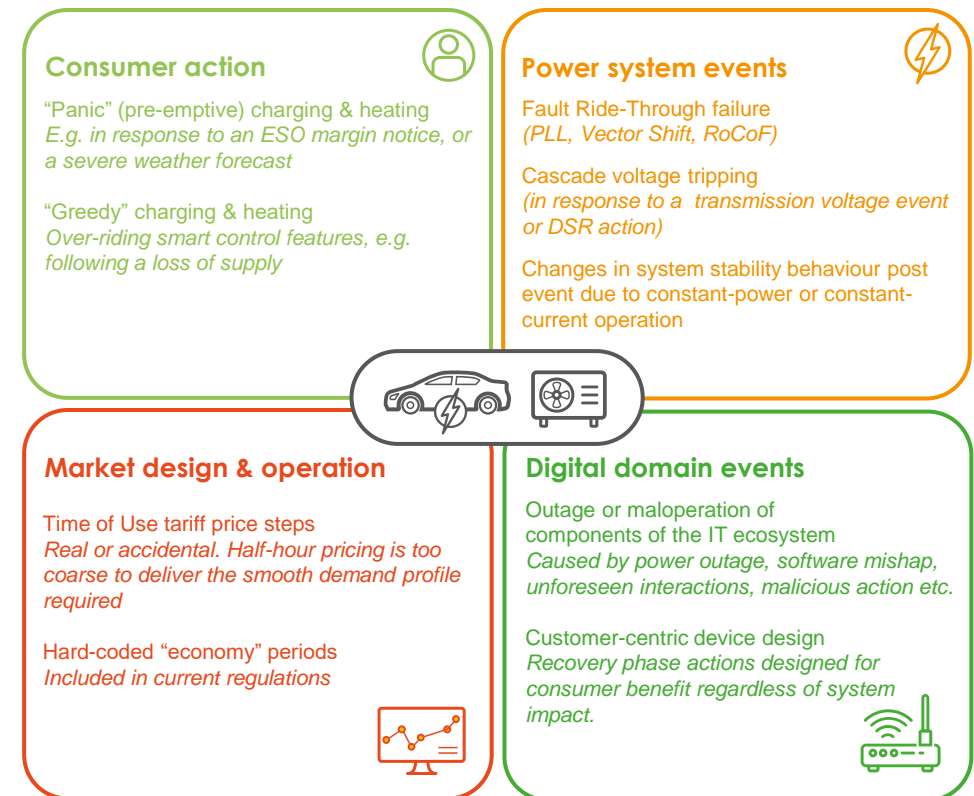 Consumer action
“Panic” (pre-emptive) charging & heating
E.g. in response to an ESO margin notice, or
a severe weather forecast
“Greedy” charging & heating
Over-riding smart control features, e.g.
following a loss of supply
Power system events
Fault Ride-Through failure
(PLL, Vector Shift, RoCoF)
Cascade voltage tripping
(in response to a  transmission voltage event
or DSR action)
Changes in system stability behaviour post
event due to constant-power or constant-
current operation
Market design & operation
Time of Use tariff price steps
Real or accidental. Half-hour pricing is too
coarse to deliver the smooth demand profile
required
Hard-coded “economy” periods
Included in current regulations
Digital domain events
Outage or maloperation of
components of the IT ecosystem
Caused by power outage, software mishap,
unforeseen interactions, malicious action etc.
Customer-centric device design
Recovery phase actions designed for
consumer benefit regardless of system
impact.